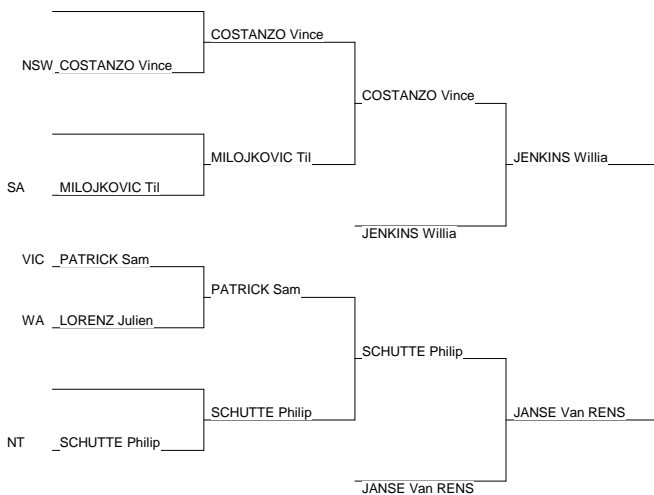 COSTANZO Vince
NSW COSTANZO Vince
COSTANZO Vince
MILOJKOVIC Til
JENKINS Willia
SA MILOJKOVIC Til
JENKINS Willia
VIC PATRICK Sam
PATRICK Sam
WA LORENZ Julien
SCHUTTE Philip
SCHUTTE Philip
JANSE Van RENS
NT SCHUTTE Philip
JANSE Van RENS